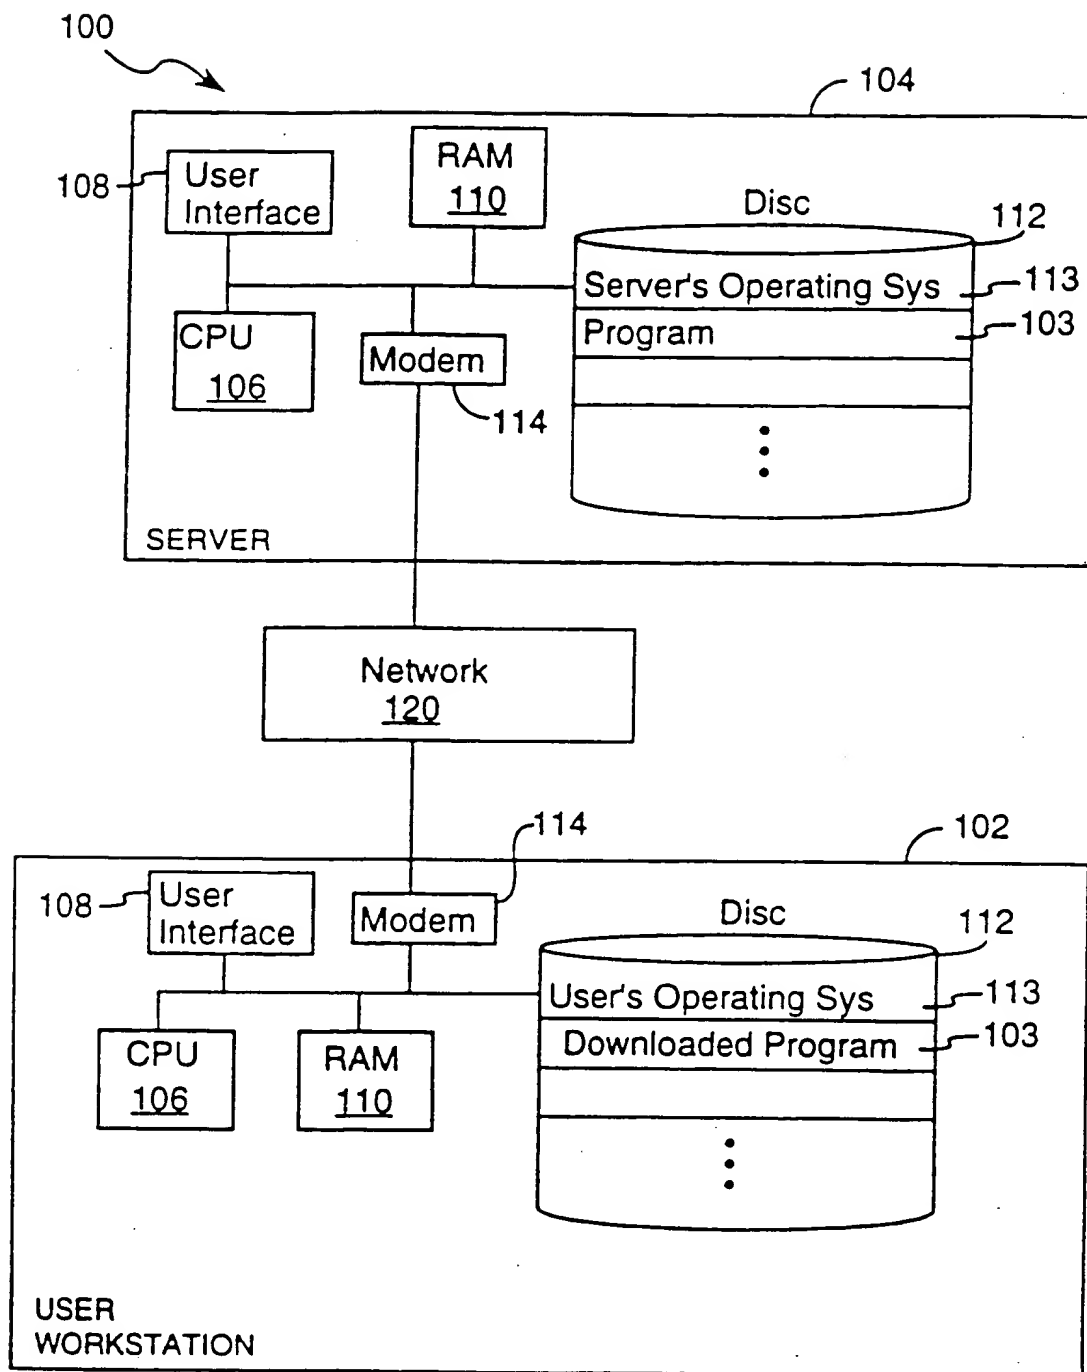 100
104
108
User
Interface
RAM
110
Disc
112
Server's Operating Sys
113
CPU
106
Modem
114
Program
103
SERVER
Network
120
114
102
108
User
Interface
Modem
Disc
112
User's Operating Sys
113
CPU
106
RAM
110
Downloaded Program
103
USER
WORKSTATION